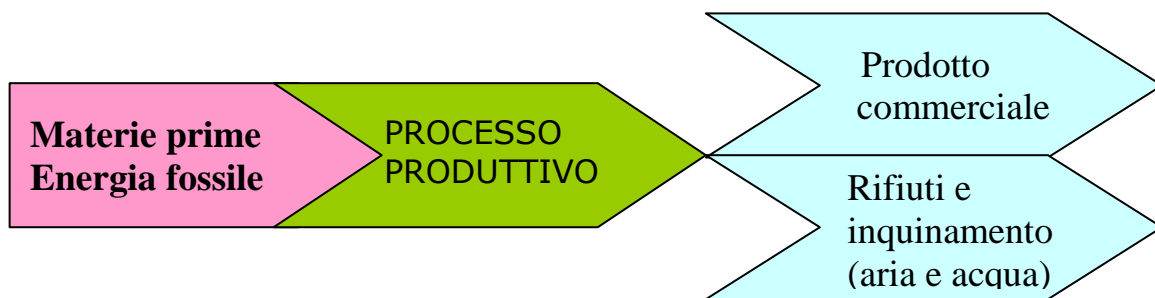 Materie prime
Energia fossile
PROCESSO
PRODUTTIVO
Prodotto
commerciale
Rifiuti e
inquinamento
(aria e acqua)